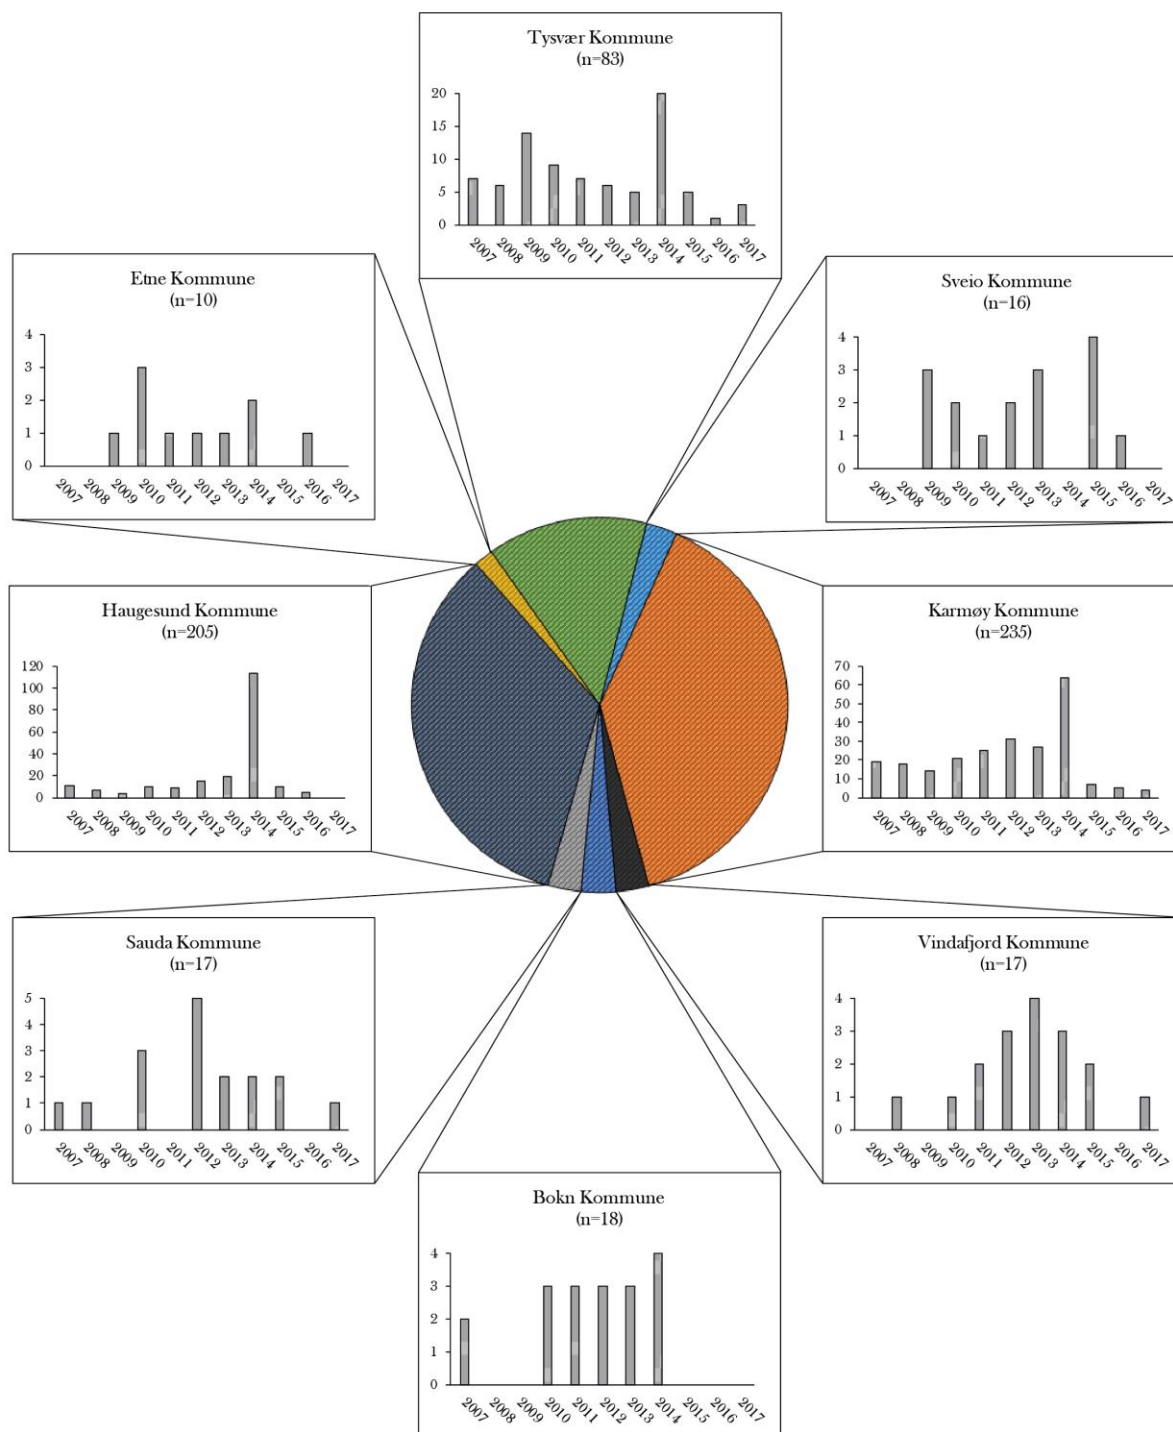 Tysvær Kommune
(n=83)
20
15
10
5
0
2007 2008 2009 2010 2011 2012 2013 2014 2015 2016 2017
Etne Kommune
(n=10)
4
3
2
1
0
2007 2008 2009 2010 2011 2012 2013 2014 2015 2016 2017
Sveio Kommune
(n=16)
4
3
2
1
0
2007 2008 2009 2010 2011 2012 2013 2014 2015 2016 2017
Haugesund Kommune
(n=205)
120
100
80
60
40
20
0
2007 2008 2009 2010 2011 2012 2013 2014 2015 2016 2017
Karmøy Kommune
(n=235)
70
60
50
40
30
20
10
0
2007 2008 2009 2010 2011 2012 2013 2014 2015 2016 2017
Sauda Kommune
(n=17)
5
4
3
2
1
0
2007 2008 2009 2010 2011 2012 2013 2014 2015 2016 2017
Vindafjord Kommune
(n=17)
4
3
2
1
0
2007 2008 2009 2010 2011 2012 2013 2014 2015 2016 2017
Bokn Kommune
(n=18)
4
3
2
1
0
2007 2008 2009 2010 2011 2012 2013 2014 2015 2016 2017